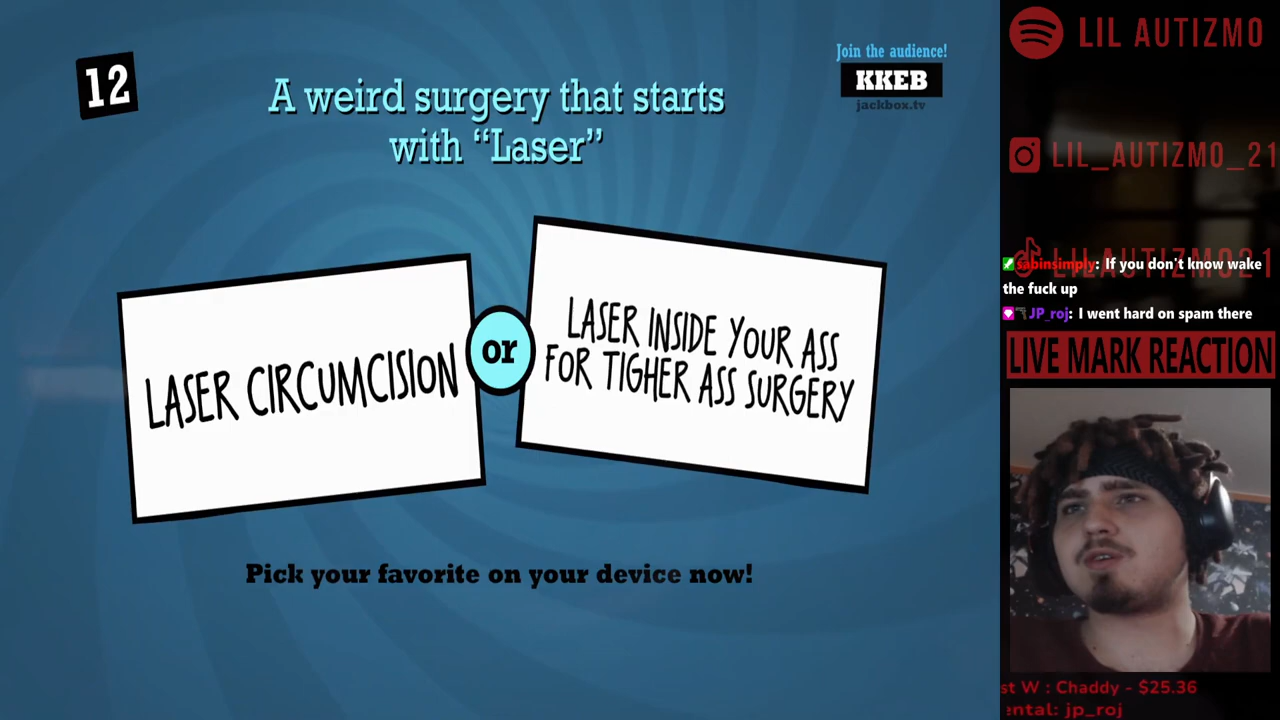 12
A weird surgery that starts
with “Laser”
Join the audience!
KKEB
jackbox.tv
LASER CIRCUMCISION
or
LASER INSIDE YOUR ASS
FOR TIGHER ASS SURGERY
Pick your favorite on your device now!
LIL AUTIZMO
LIL_AUTIZMO_21
LILAUTIZMO21
sabinsimply: If you don't know wake
the fuck up
JP_roj: I went hard on spam there
LIVE MARK REACTION
st W : Chaddy - $25.36
ental: jp_roj